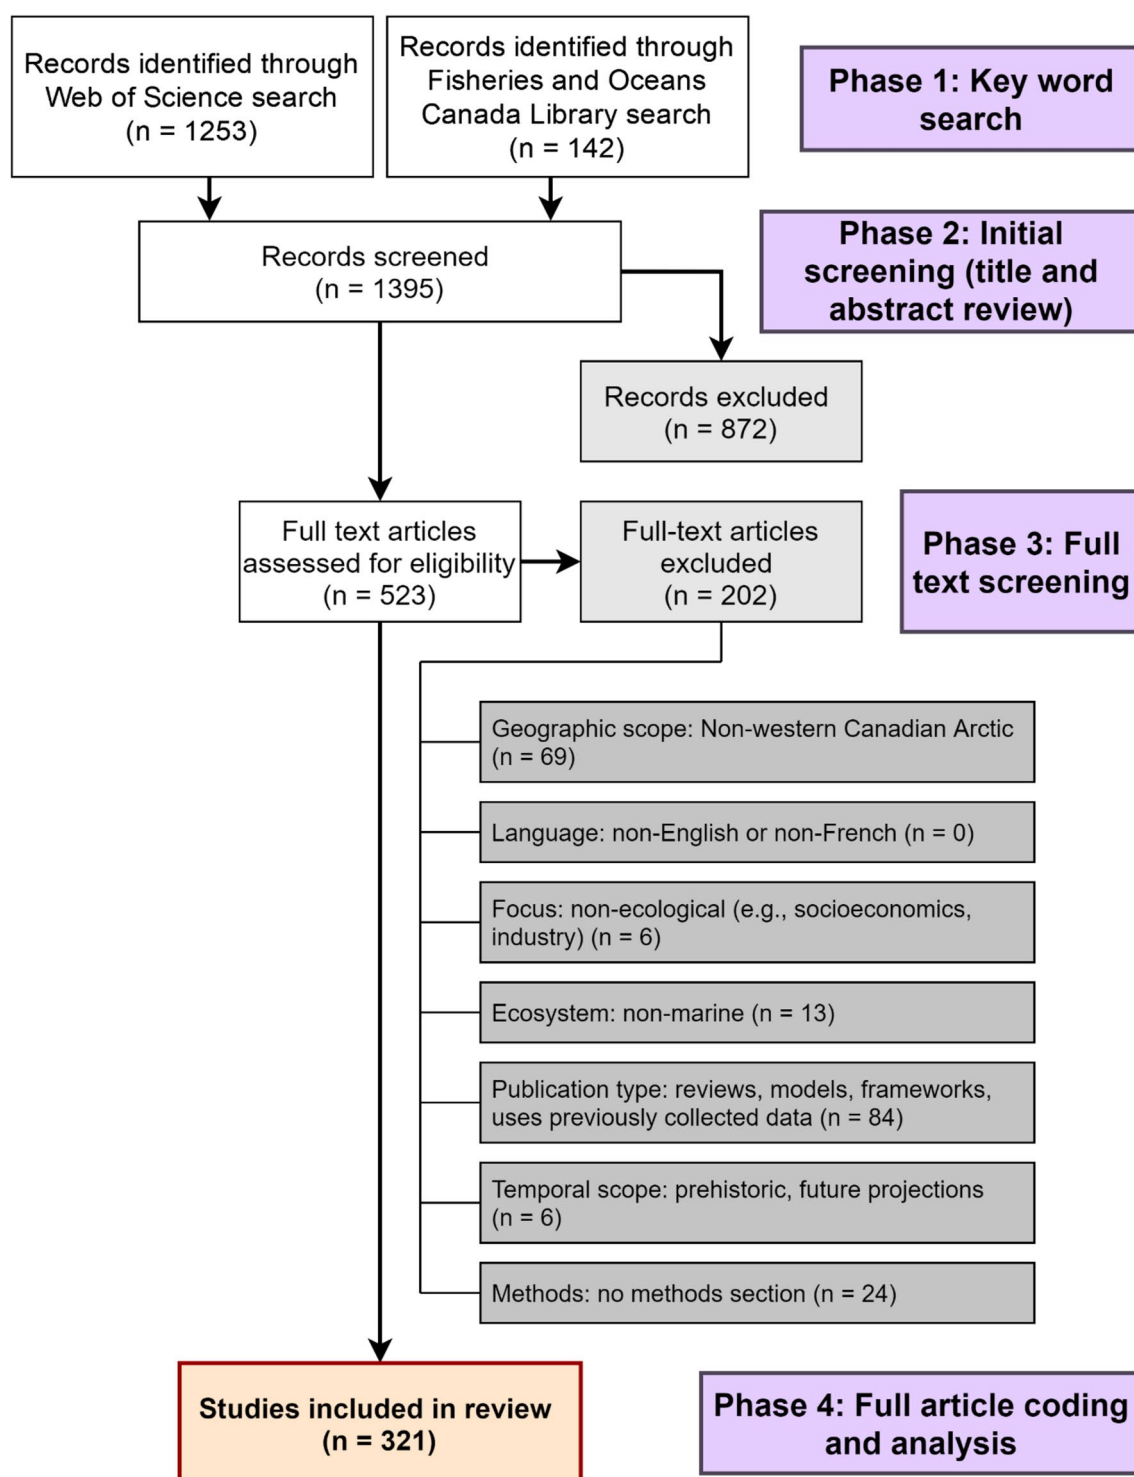 Records identified through
Web of Science search
(n = 1253)
Records identified through
Fisheries and Oceans
Canada Library search
(n = 142)
Phase 1: Key word
search
Records screened
(n = 1395)
Phase 2: Initial
screening (title and
abstract review)
Records excluded
(n = 872)
Full text articles
assessed for eligibility
(n = 523)
Full-text articles
excluded
(n = 202)
Phase 3: Full
text screening
Geographic scope: Non-western Canadian Arctic
(n = 69)
Language: non-English or non-French (n = 0)
Focus: non-ecological (e.g., socioeconomics,
industry) (n = 6)
Ecosystem: non-marine (n = 13)
Publication type: reviews, models, frameworks,
uses previously collected data (n = 84)
Temporal scope: prehistoric, future projections
(n = 6)
Methods: no methods section (n = 24)
Studies included in review
(n = 321)
Phase 4: Full article coding
and analysis